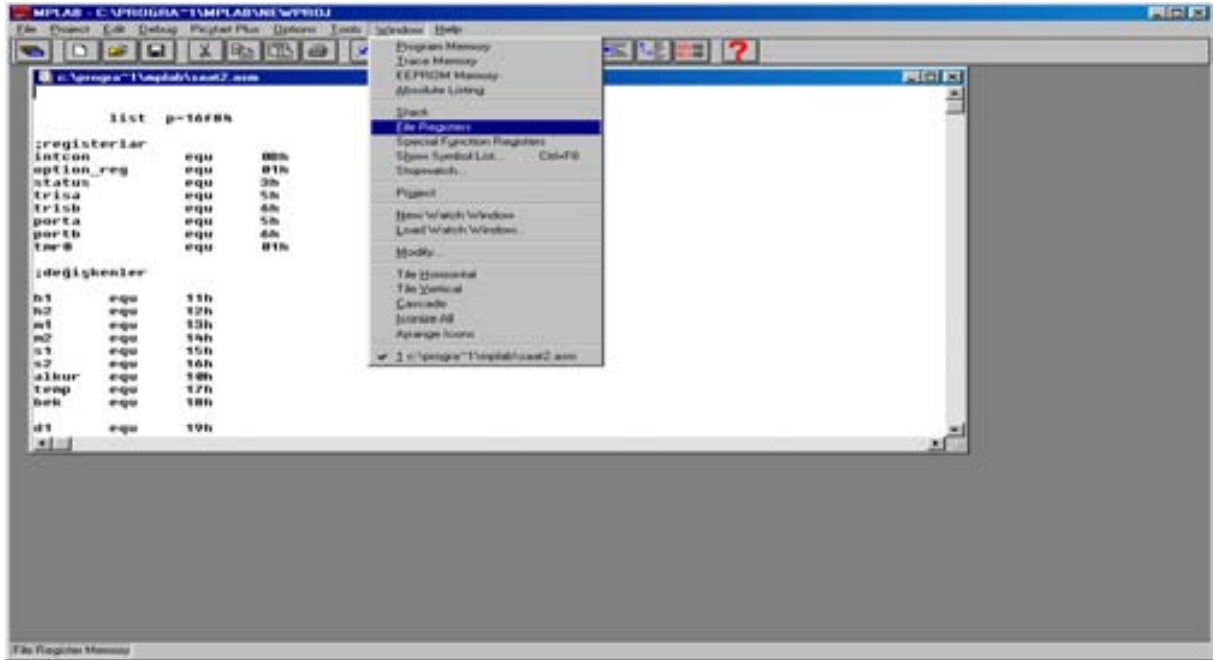 MPLAB - C:\PROGRA~1\MPLAB\NEWPROJ
File Project Edit Debug Picstart Plus Options Tools Window Help
c:\progra~1\mplab\saat2.asm
list p=16f84
;registerlar
intcon equ 0Bh
option_reg equ 01h
status equ 3h
trisa equ 5h
trisb equ 6h
porta equ 5h
portb equ 6h
tmr0 equ 01h
;değişkenler
h1 equ 11h
h2 equ 12h
m1 equ 13h
m2 equ 14h
s1 equ 15h
s2 equ 16h
alkur equ 10h
temp equ 17h
bek equ 18h
d1 equ 19h
Program Memory
Trace Memory
EEPROM Memory
Absolute Listing
Stack
File Registers
Special Function Registers
Show Symbol List... Ctrl+F8
Stopwatch...
Project
New Watch Window
Load Watch Window...
Modify...
Tile Horizontal
Tile Vertical
Cascade
Iconize All
Arrange Icons
1 c:\progra~1\mplab\saat2.asm
File Register Memory